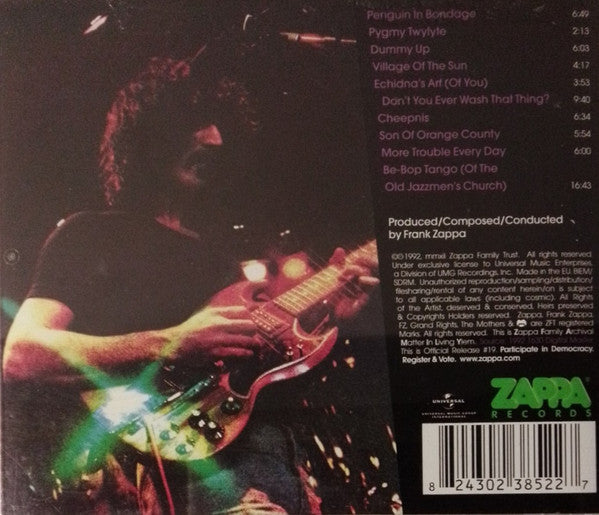 Penguin In Bondage 6:49
Pygmy Twylyte 2:13
Dummy Up 6:03
Village Of The Sun 4:17
Echidna's Arf (Of You) 3:53
Don't You Ever Wash That Thing? 9:40
Cheepnis 6:34
Son Of Orange County 5:54
More Trouble Every Day 6:00
Be-Bop Tango (Of The
Old Jazzmen's Church) 16:43
Produced/Composed/Conducted
by Frank Zappa
©℗ 1992, mmxii Zappa Family Trust. All rights reserved.
Under exclusive license to Universal Music Enterprises,
a Division of UMG Recordings, Inc. Made in the EU. BIEM/
SDRM. Unauthorized reproduction/sampling/distribution/
filesharing/rental of any content herein/on is subject
to all applicable laws (including cosmic). All Rights
of the Artist, deserved & conserved. Heirs preserved
& Copyrights Holders reserved. Zappa, Frank Zappa,
FZ, Grand Rights, The Mothers & are ZFT registered
Marks. All rights reserved. This is Zappa Family Archival
Matter In Living Yiern. Source: 1992 1630 Digital Master
This is Official Release #19. Participate in Democracy.
Register & Vote. www.zappa.com
UNIVERSAL
UNIVERSAL MUSIC GROUP
INTERNATIONAL
ZAPPA
RECORDS
8 24302 38522 7